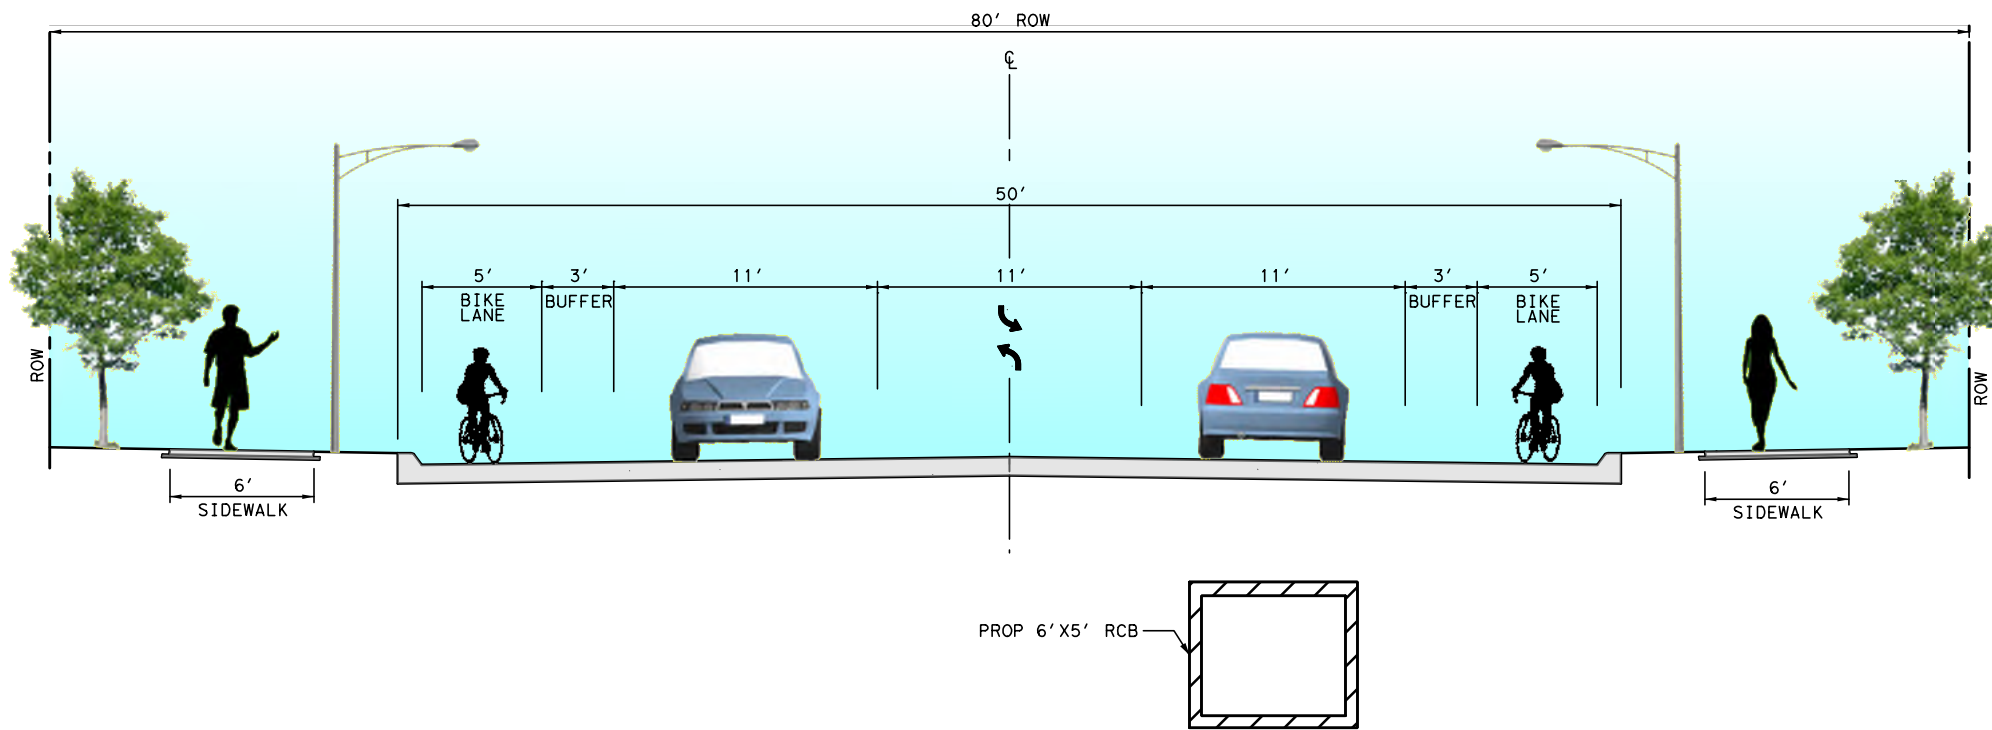 80' ROW
℄
50'
5' 3' 11' 11' 11' 3' 5'
BIKE LANE
BUFFER
BUFFER
BIKE LANE
ROW
ROW
6'
SIDEWALK
6'
SIDEWALK
PROP 6'X5' RCB